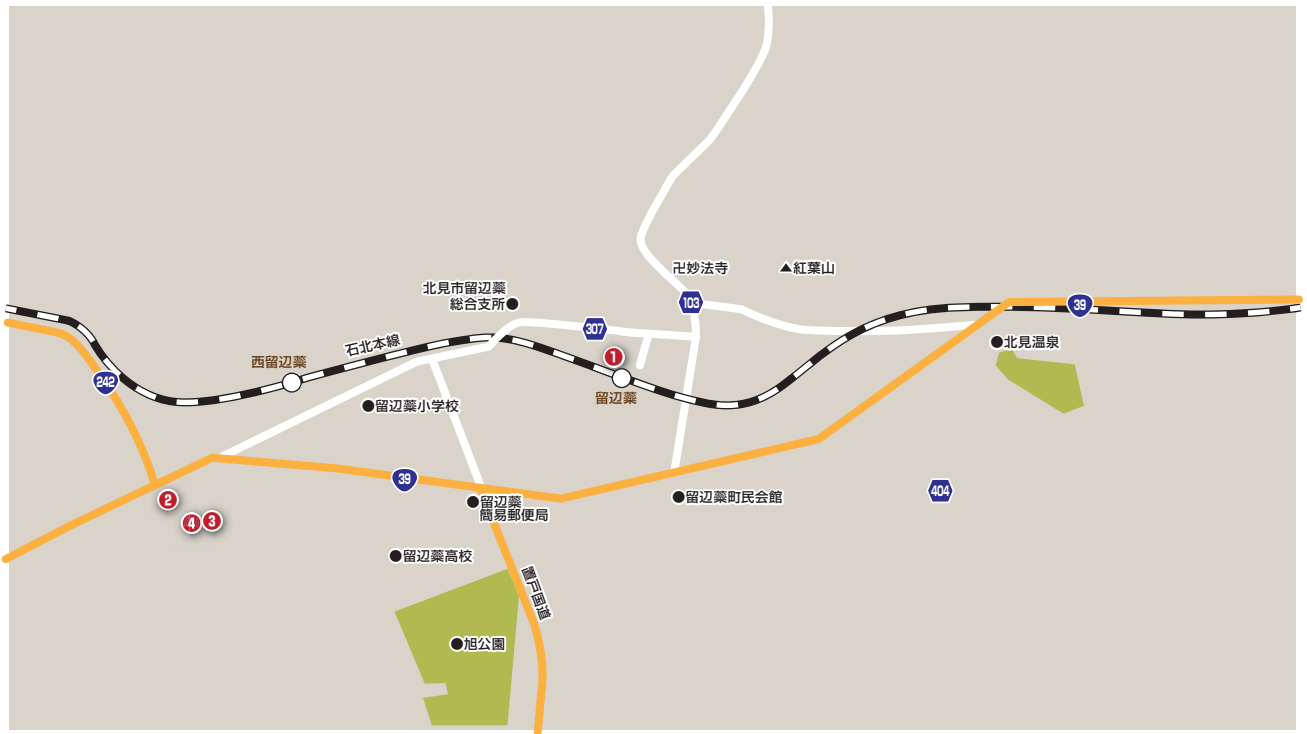 卍妙法寺
▲紅葉山
北見市留辺蘂
総合支所●
103
39
307
●北見温泉
石北本線
1
西留辺蘂
242
留辺蘂
●留辺蘂小学校
39
404
2
●留辺蘂
簡易郵便局
●留辺蘂町民会館
4
3
●留辺蘂高校
置戸国道
●旭公園